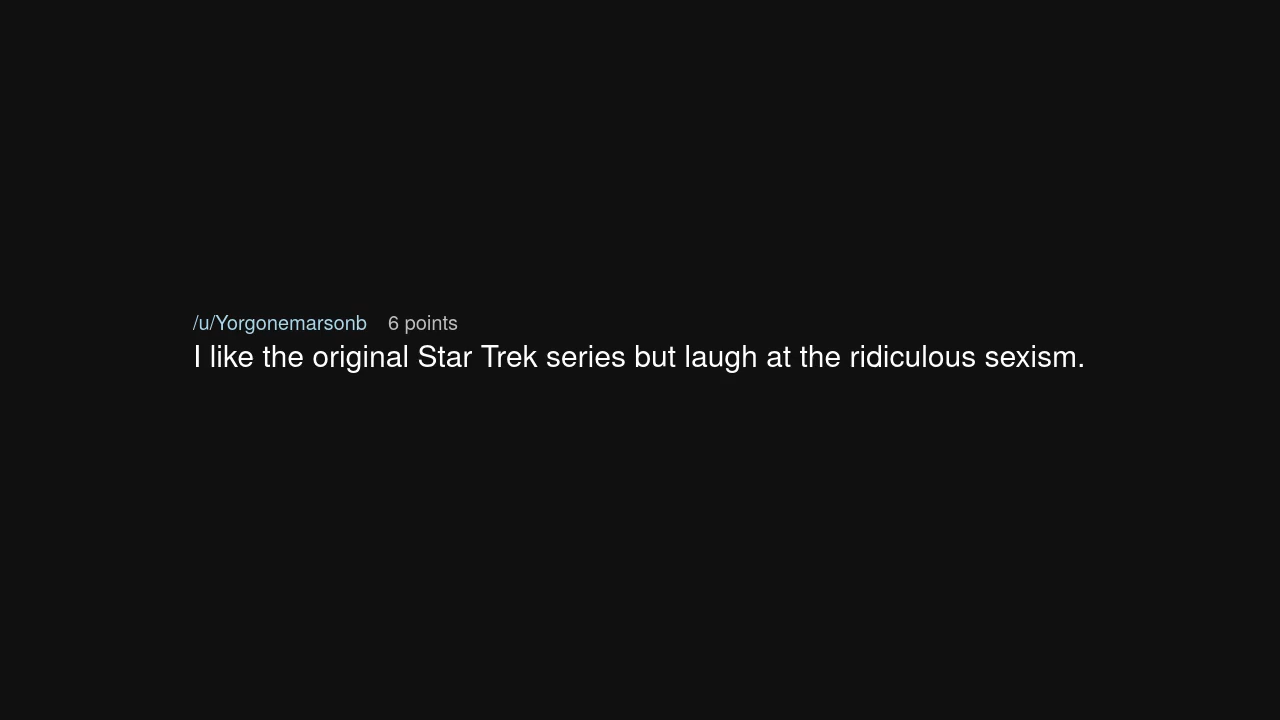 /u/Yorgonemarsonb 6 points
I like the original Star Trek series but laugh at the ridiculous sexism.